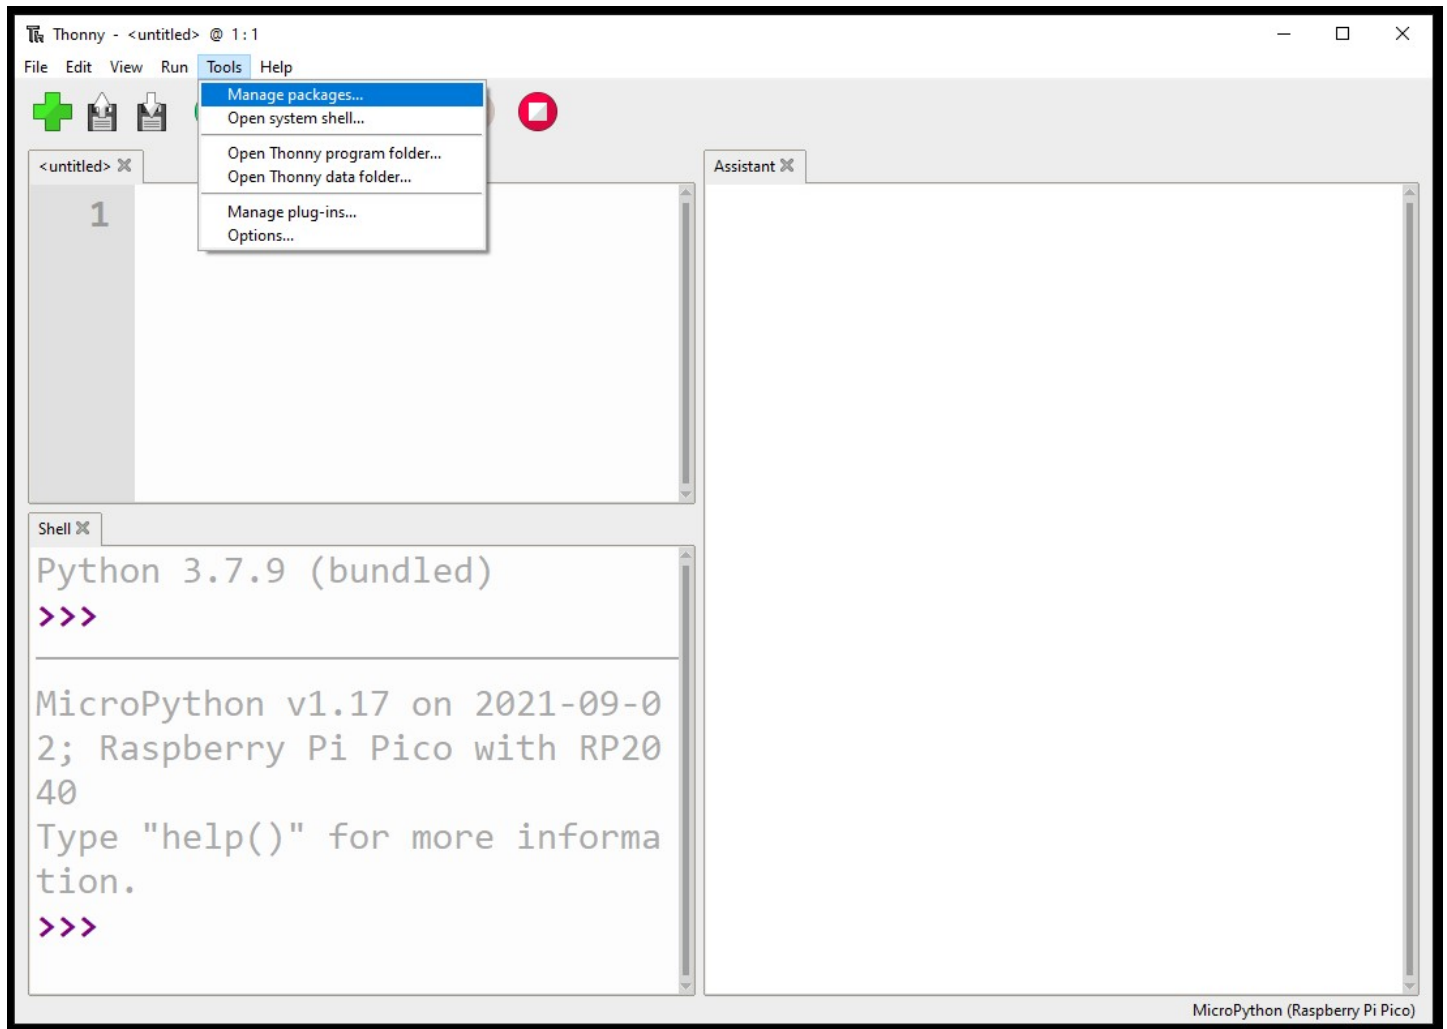 Thonny - <untitled> @ 1:1
File Edit View Run Tools Help
Manage packages...
Open system shell...
Open Thonny program folder...
Open Thonny data folder...
Manage plug-ins...
Options...
<untitled>
1
Assistant
Shell
Python 3.7.9 (bundled)
>>>
MicroPython v1.17 on 2021-09-0
2; Raspberry Pi Pico with RP20
40
Type "help()" for more informa
tion.
>>>
MicroPython (Raspberry Pi Pico)